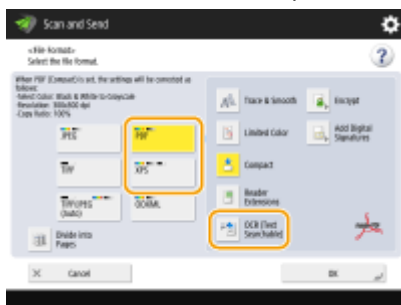 Scan and Send
<File Format>
Select the file format.
When PDF (Compact) is set, the settings will be corrected as
follows:
-Select Color: Black & White to Grayscale
-Resolution: 300x300 dpi
-Copy Ratio: 100%
JPEG
PDF
TIFF
XPS
TIFF/JPEG
(Auto)
OOXML
Divide into
Pages
Trace & Smooth
Encrypt
Limited Color
Add Digital
Signatures
Compact
Reader
Extensions
OCR (Text
Searchable)
Cancel
OK